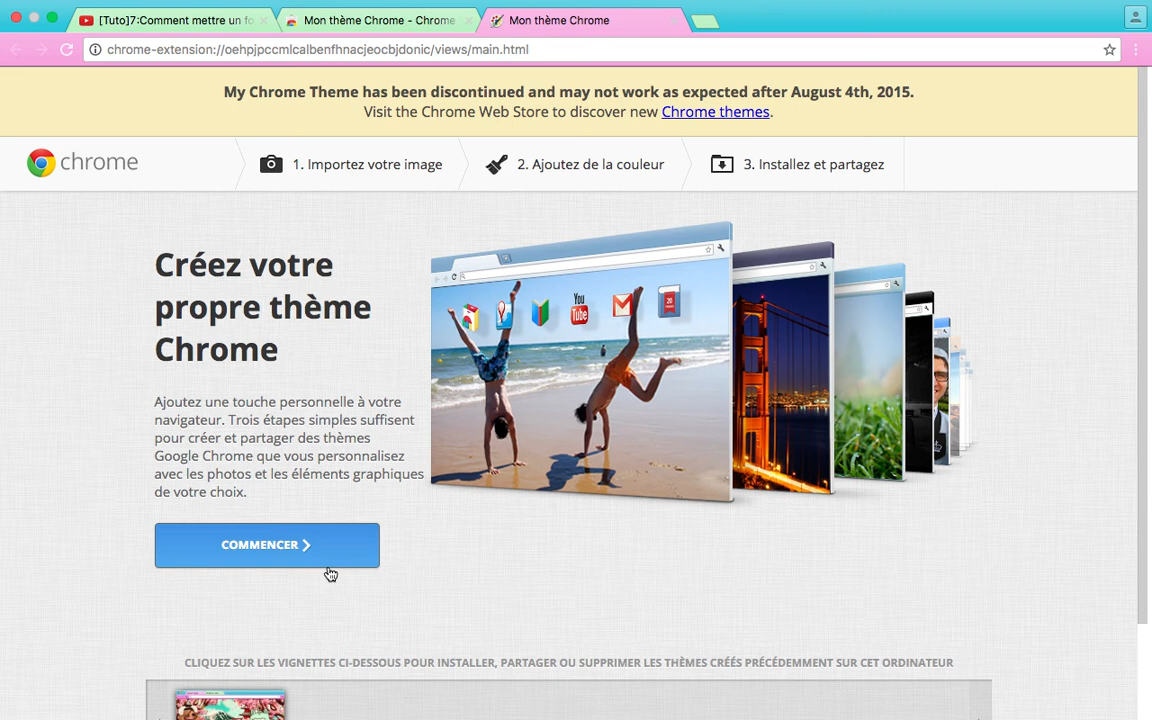 [Tuto]7:Comment mettre un fo
Mon thème Chrome - Chrome
Mon thème Chrome
chrome-extension://oehpjpccmlcalbenfhnacjeocbjdonic/views/main.html
My Chrome Theme has been discontinued and may not work as expected after August 4th, 2015.
Visit the Chrome Web Store to discover new Chrome themes.
chrome
1. Importez votre image
2. Ajoutez de la couleur
3. Installez et partagez
Créez votre
propre thème
Chrome
You
Tube
Ajoutez une touche personnelle à votre
navigateur. Trois étapes simples suffisent
pour créer et partager des thèmes
Google Chrome que vous personnalisez
avec les photos et les éléments graphiques
de votre choix.
COMMENCER
CLIQUEZ SUR LES VIGNETTES CI-DESSOUS POUR INSTALLER, PARTAGER OU SUPPRIMER LES THÈMES CRÉÉS PRÉCÉDEMMENT SUR CET ORDINATEUR